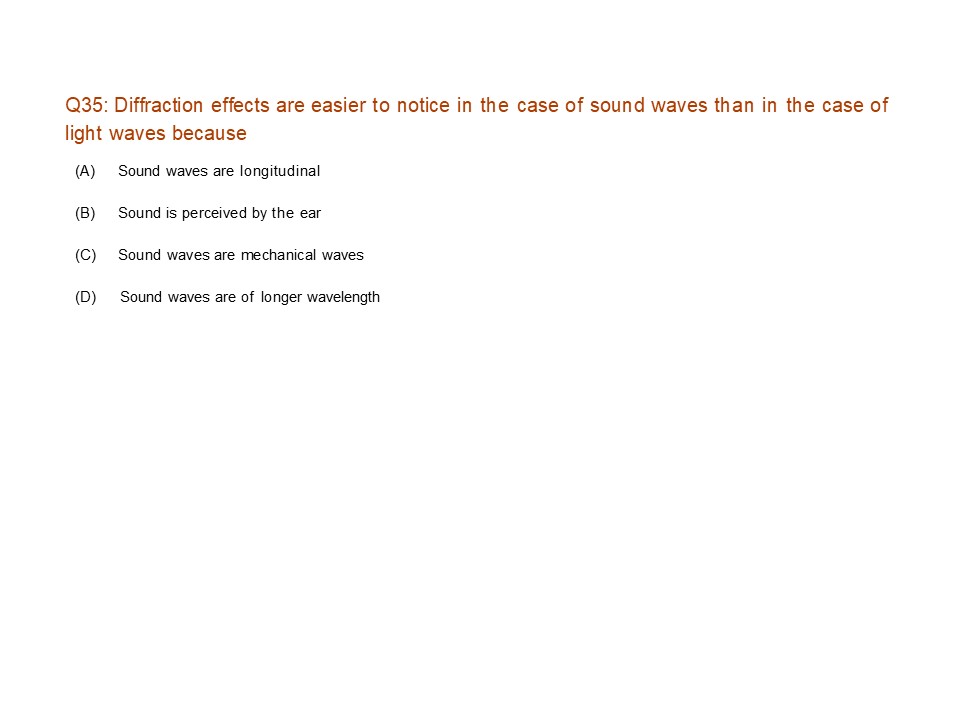 Q35: Diffraction effects are easier to notice in the case of sound waves than in the case of
light waves because
(A) Sound waves are longitudinal
(B) Sound is perceived by the ear
(C) Sound waves are mechanical waves
(D) Sound waves are of longer wavelength